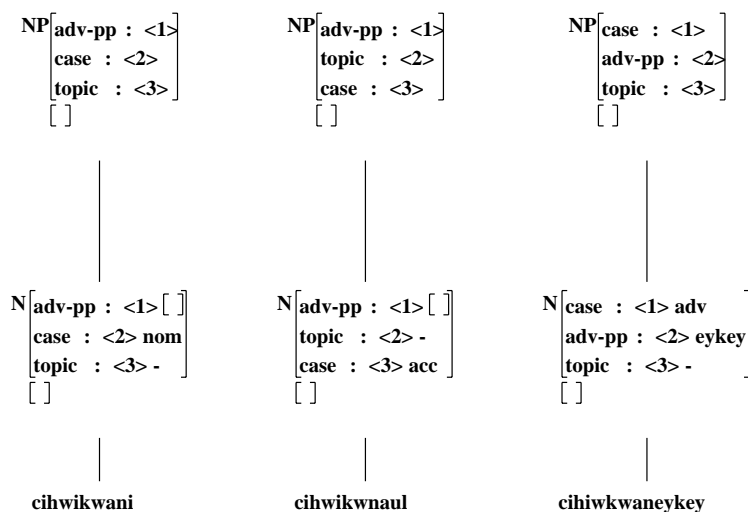 NP adv-pp : <1>
case : <2>
topic : <3>
[ ]
NP adv-pp : <1>
topic : <2>
case : <3>
[ ]
NP case : <1>
adv-pp : <2>
topic : <3>
[ ]
N adv-pp : <1> [ ]
case : <2> nom
topic : <3> -
[ ]
N adv-pp : <1> [ ]
topic : <2> -
case : <3> acc
[ ]
N case : <1> adv
adv-pp : <2> eykey
topic : <3> -
[ ]
cihwikwani
cihwikwnaul
cihiwkwaneykey